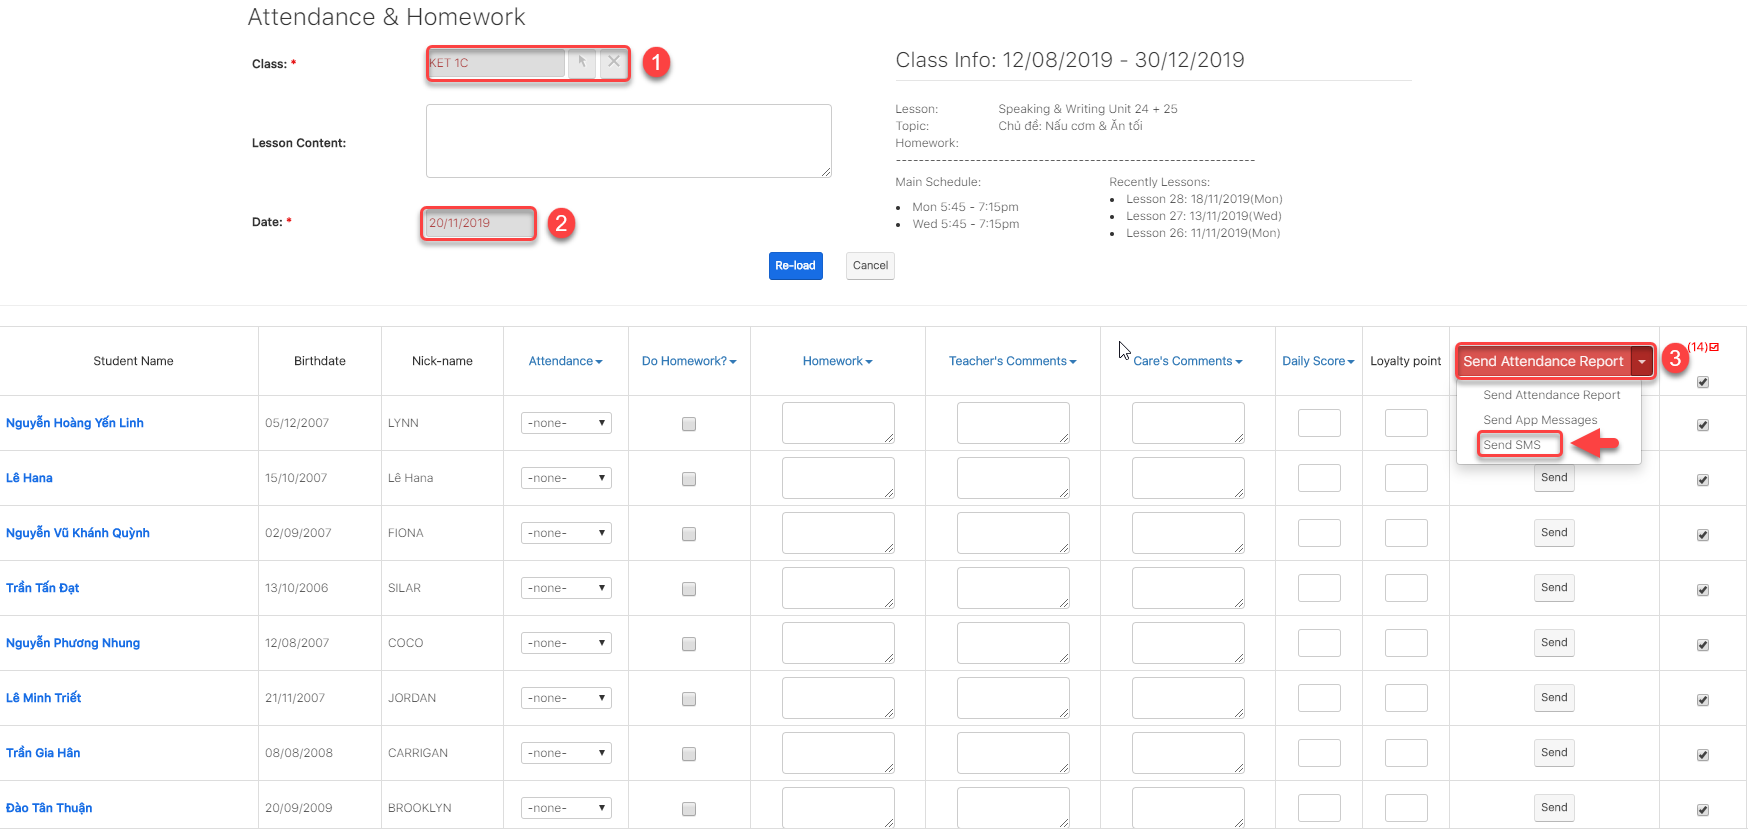 Attendance & Homework
Class: *
KET 1C
1
Lesson Content:
Date: *
20/11/2019
2
Class Info: 12/08/2019 - 30/12/2019
Lesson: Speaking & Writing Unit 24 + 25
Topic: Chủ đề: Nấu cơm & Ăn tối
Homework:
----------------------------------------------------------------
Main Schedule:
Mon 5:45 - 7:15pm
Wed 5:45 - 7:15pm
Recently Lessons:
Lesson 28: 18/11/2019(Mon)
Lesson 27: 13/11/2019(Wed)
Lesson 26: 11/11/2019(Mon)
Re-load Cancel
Student Name Birthdate Nick-name Attendance Do Homework? Homework Teacher's Comments Care's Comments Daily Score Loyalty point Send Attendance Report 3 (14)
Send Attendance Report
Send App Messages
Send SMS
Nguyễn Hoàng Yến Linh 05/12/2007 LYNN -none-
Lê Hana 15/10/2007 Lê Hana -none- Send
Nguyễn Vũ Khánh Quỳnh 02/09/2007 FIONA -none- Send
Trần Tấn Đạt 13/10/2006 SILAR -none- Send
Nguyễn Phương Nhung 12/08/2007 COCO -none- Send
Lê Minh Triết 21/11/2007 JORDAN -none- Send
Trần Gia Hân 08/08/2008 CARRIGAN -none- Send
Đào Tân Thuận 20/09/2009 BROOKLYN -none- Send